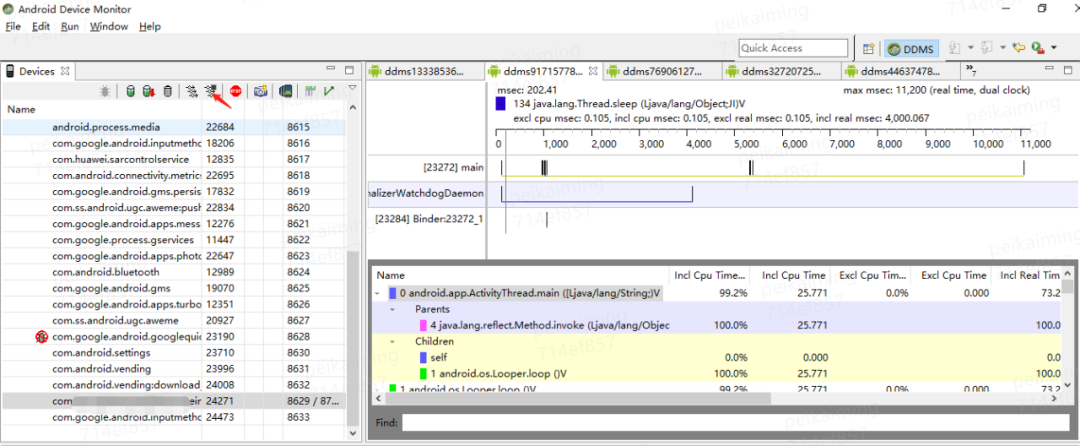 Android Device Monitor
File Edit Run Window Help
Quick Access
DDMS
Devices
Name
android.process.media 22684 8615
com.google.android.inputmethc 18206 8616
com.huawei.sarcontrolservice 12835 8617
com.android.connectivity.metrics 22695 8618
com.google.android.gms.persis 17832 8619
com.ss.android.ugc.aweme:push 22834 8620
com.google.android.apps.mess 12276 8621
com.google.process.gservices 11447 8622
com.google.android.apps.photo 22647 8623
com.android.bluetooth 12989 8624
com.google.android.gms 19070 8625
com.google.android.apps.turbo 12351 8626
com.ss.android.ugc.aweme 20927 8627
com.google.android.googlequic 23190 8628
com.android.settings 23710 8630
com.android.vending 23996 8631
com.android.vending:download 24008 8632
com 24271 8629 / 87...
com.google.android.inputmethc 24473 8633
ddms13338536...
ddms91715778...
ddms76906127...
ddms32720725...
ddms44637478...
»7
msec: 202.41
max msec: 11,200 (real time, dual clock)
134 java.lang.Thread.sleep (Ljava/lang/Object;JI)V
excl cpu msec: 0.105, incl cpu msec: 0.105, excl real msec: 0.105, incl real msec: 4,000.067
0 1,000 2,000 3,000 4,000 5,000 6,000 7,000 8,000 9,000 10,000 11,000
[23272] main
nalizerWatchdogDaemon
[23284] Binder:23272_1
Name Incl Cpu Time... Incl Cpu Time Excl Cpu Tim... Excl Cpu Time Incl Real Tim
0 android.app.ActivityThread.main ([Ljava/lang/String;)V 99.2% 25.771 0.0% 0.000 73.2
Parents
4 java.lang.reflect.Method.invoke (Ljava/lang/Objec 100.0% 25.771 100.0
Children
self 0.0% 0.000 0.0
1 android.os.Looper.loop ()V 100.0% 25.771 100.0
1 android.os.Looper.loop ()V 99.2% 25.771 0.0% 0.000 73.2
Find:
peikaiming
714ef857